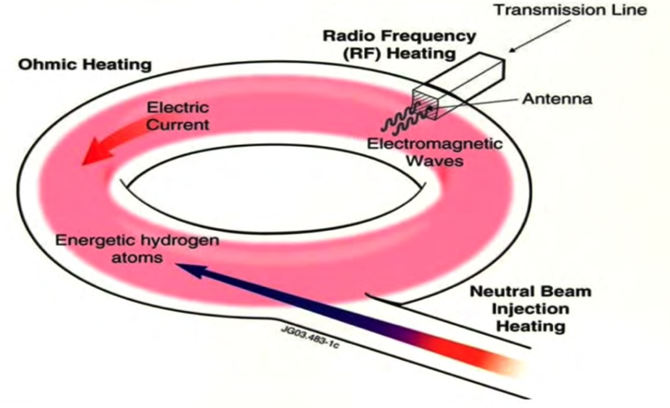 Transmission Line
Radio Frequency
(RF) Heating
Ohmic Heating
Antenna
Electric
Current
Electromagnetic
Waves
Energetic hydrogen
atoms
Neutral Beam
Injection
Heating
JG03.483-1c